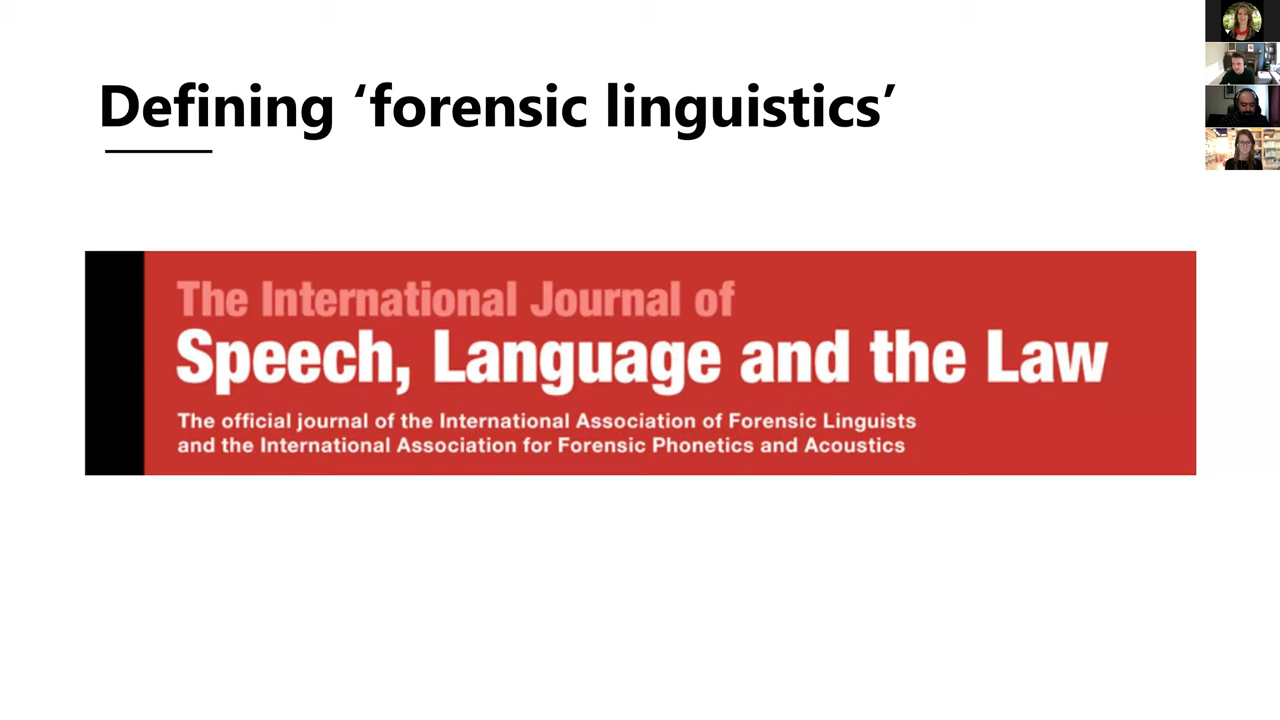 Defining ‘forensic linguistics’
The International Journal of
Speech, Language and the Law
The official journal of the International Association of Forensic Linguists
and the International Association for Forensic Phonetics and Acoustics